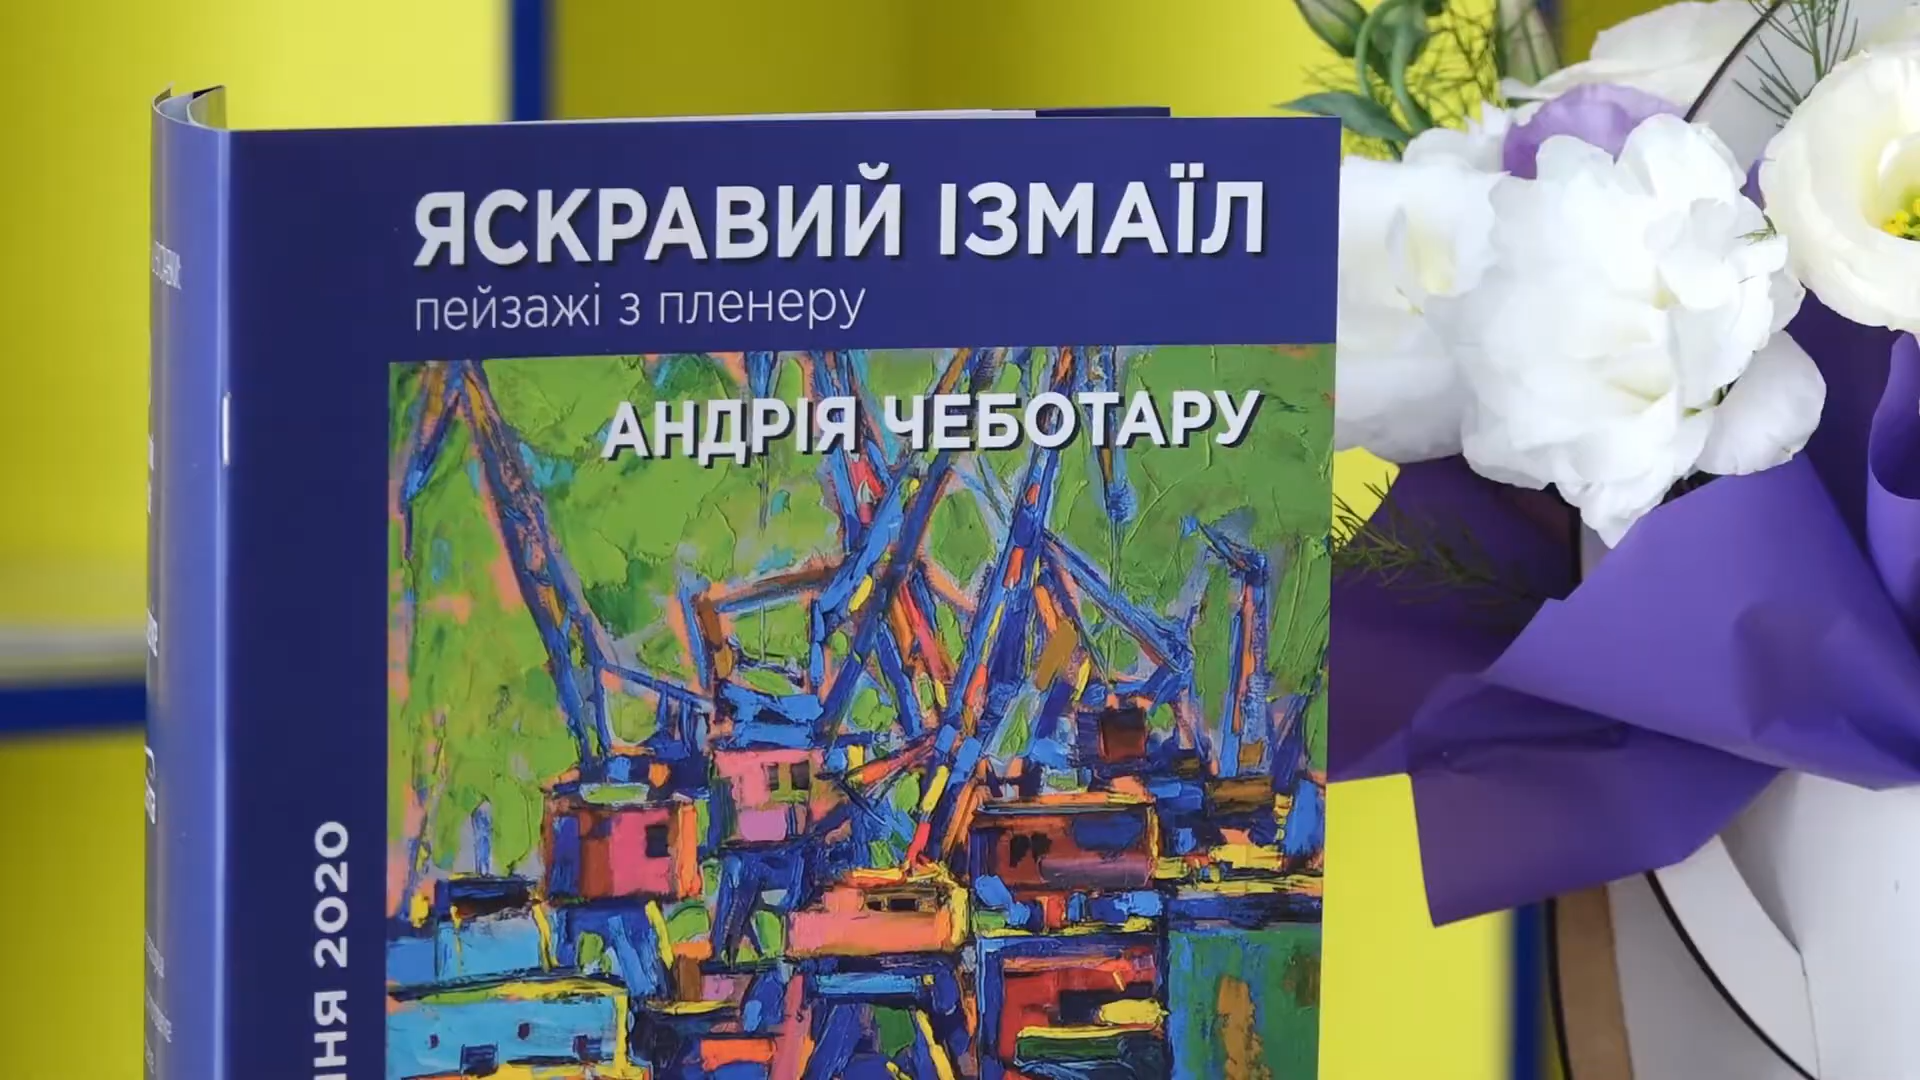 ЯСКРАВИЙ ІЗМАЇЛ
пейзажі з пленеру
АНДРІЯ ЧЕБОТАРУ
2020